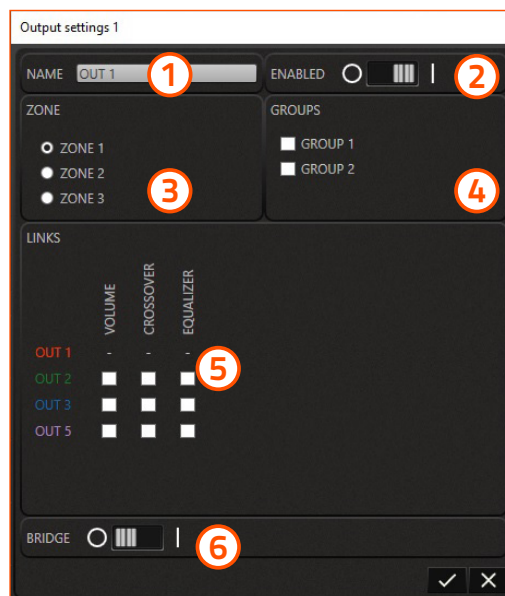 Output settings 1
NAME OUT 1 1
ENABLED 2
ZONE
ZONE 1
ZONE 2
ZONE 3
3
GROUPS
GROUP 1
GROUP 2
4
LINKS
VOLUME CROSSOVER EQUALIZER
OUT 1 - - -
OUT 2 5
OUT 3
OUT 5
BRIDGE 6